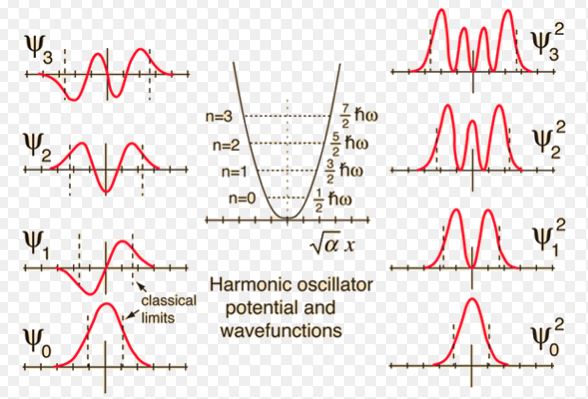 ψ3
ψ2
ψ1
ψ0
classical
limits
n=3
n=2
n=1
n=0
7/2 ħω
5/2 ħω
3/2 ħω
1/2 ħω
√α x
Harmonic oscillator
potential and
wavefunctions
ψ3²
ψ2²
ψ1²
ψ0²